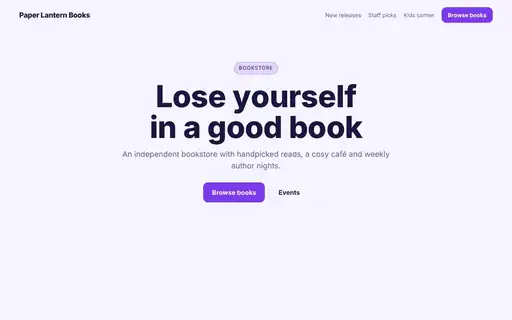 Paper Lantern Books
New releases Staff picks Kids corner Browse books
BOOKSTORE
Lose yourself
in a good book
An independent bookstore with handpicked reads, a cosy café and weekly
author nights.
Browse books Events